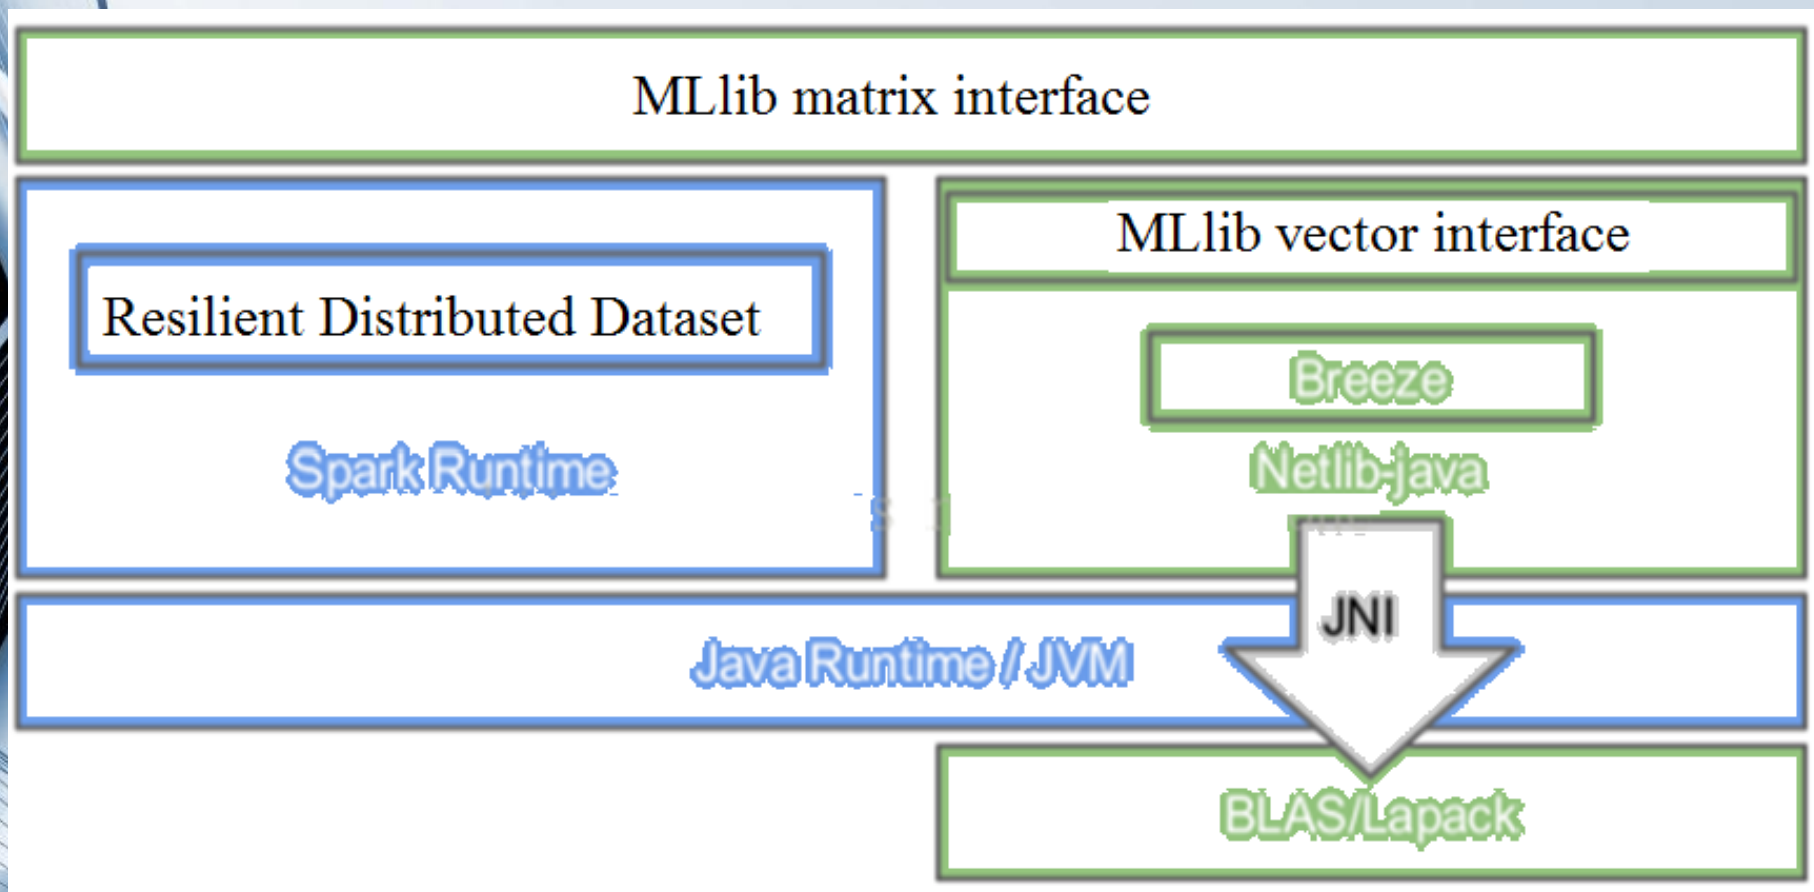 MLlib matrix interface
MLlib vector interface
Resilient Distributed Dataset
Breeze
Spark Runtime
Netlib-java
JNI
Java Runtime / JVM
BLAS/Lapack